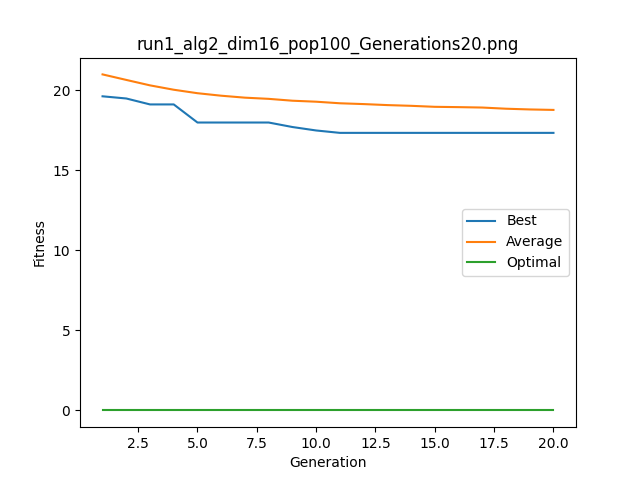 run1_alg2_dim16_pop100_Generations20.png
Fitness
20
15
10
5
0
Best
Average
Optimal
2.5 5.0 7.5 10.0 12.5 15.0 17.5 20.0
Generation